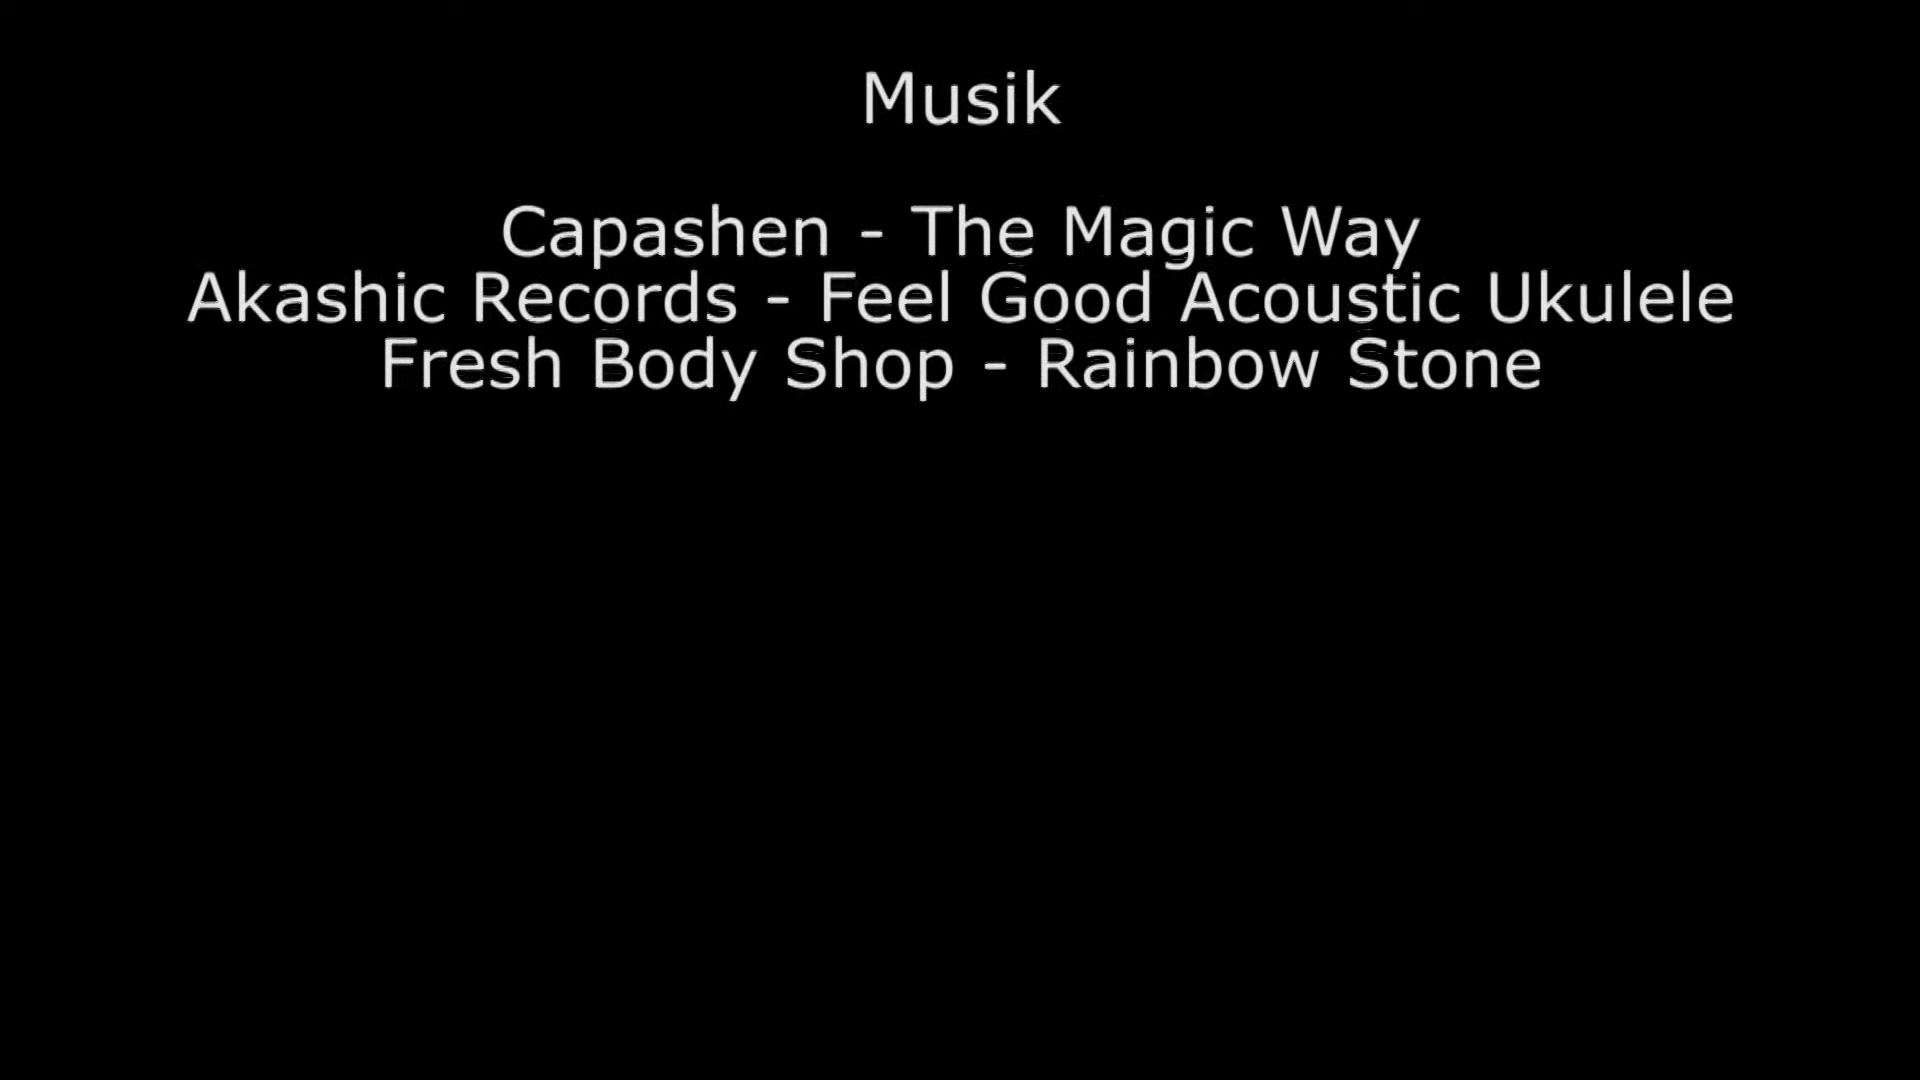 Musik
Capashen - The Magic Way
Akashic Records - Feel Good Acoustic Ukulele
Fresh Body Shop - Rainbow Stone